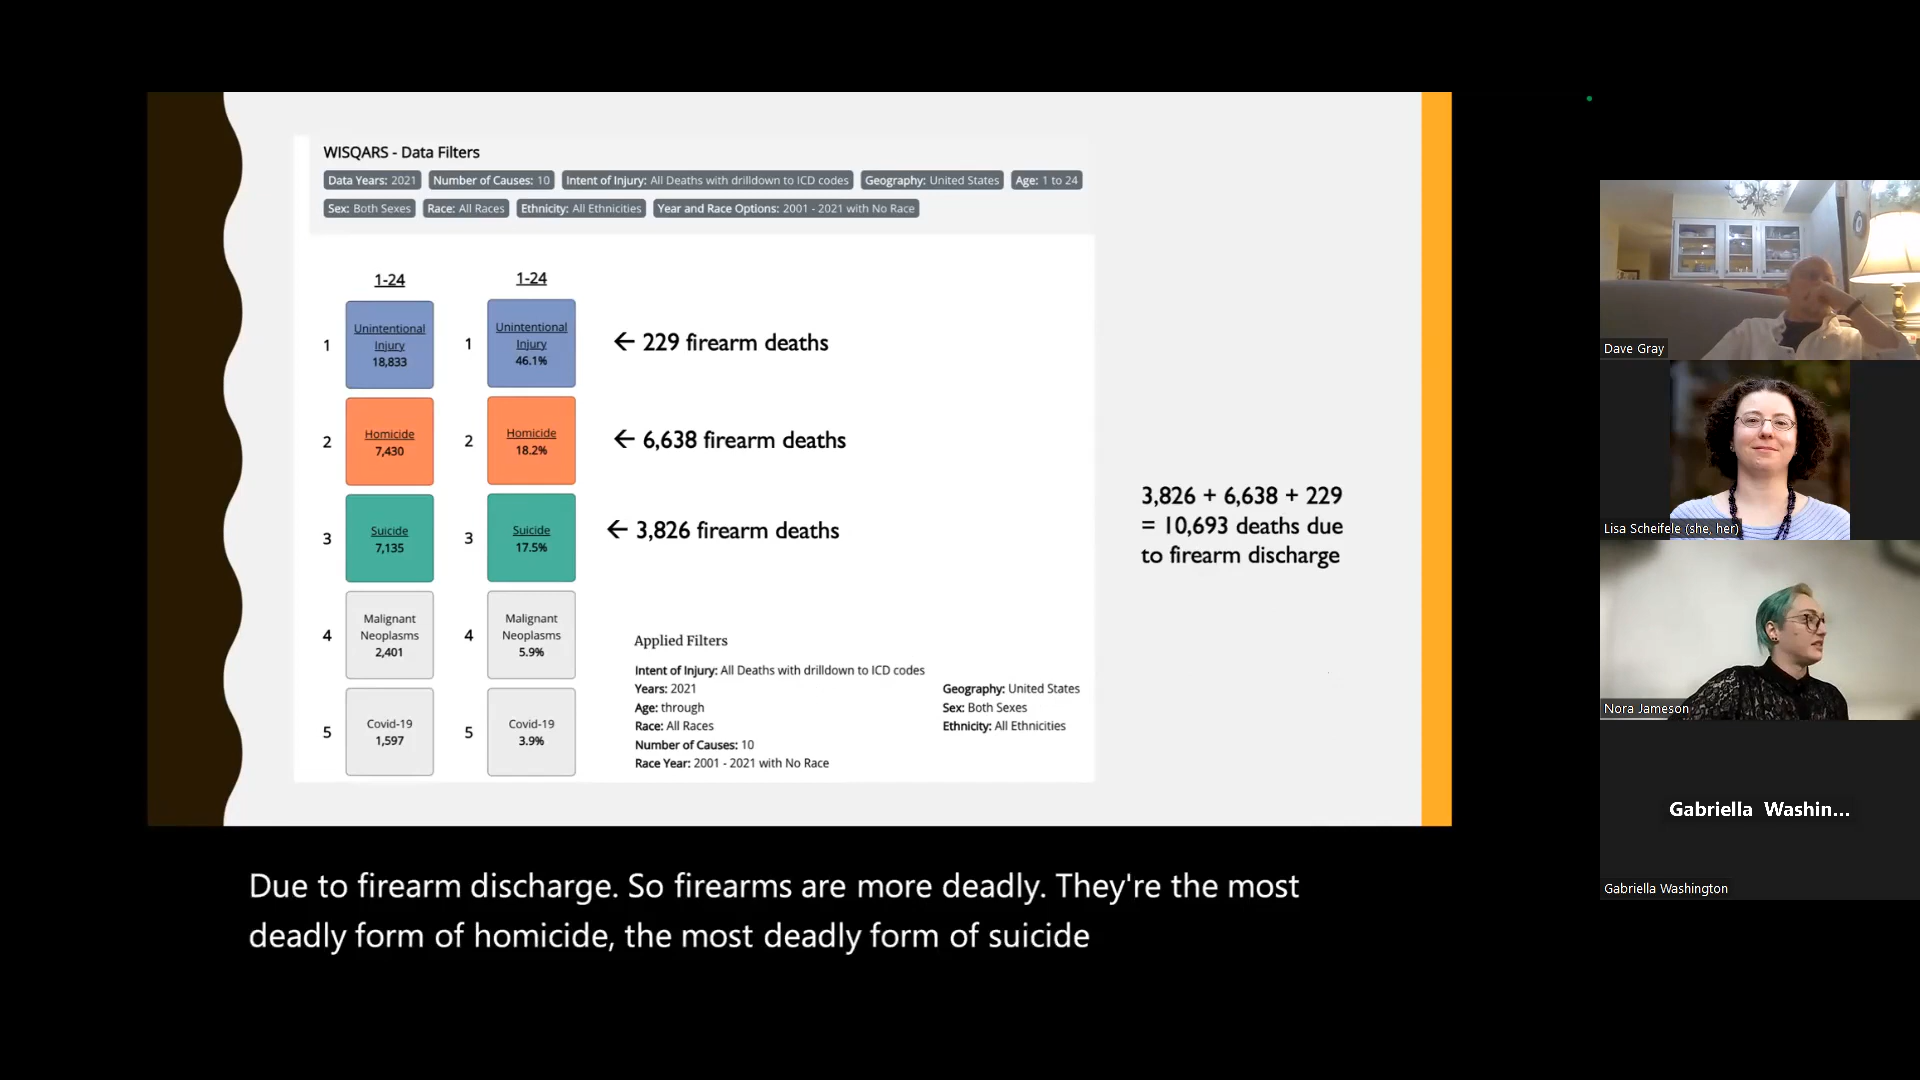 WISQARS - Data Filters
Data Years: 2021 Number of Causes: 10 Intent of Injury: All Deaths with drilldown to ICD codes Geography: United States Age: 1 to 24
Sex: Both Sexes Race: All Races Ethnicity: All Ethnicities Year and Race Options: 2001 - 2021 with No Race
1-24 1-24
1 Unintentional
Injury
18,833
1 Unintentional
Injury
46.1%
← 229 firearm deaths
2 Homicide
7,430
2 Homicide
18.2%
← 6,638 firearm deaths
3 Suicide
7,135
3 Suicide
17.5%
← 3,826 firearm deaths
4 Malignant
Neoplasms
2,401
4 Malignant
Neoplasms
5.9%
5 Covid-19
1,597
5 Covid-19
3.9%
Applied Filters
Intent of Injury: All Deaths with drilldown to ICD codes
Years: 2021 Geography: United States
Age: through Sex: Both Sexes
Race: All Races Ethnicity: All Ethnicities
Number of Causes: 10
Race Year: 2001 - 2021 with No Race
3,826 + 6,638 + 229
= 10,693 deaths due
to firearm discharge
Dave Gray
Lisa Scheifele (she, her)
Nora Jameson
Gabriella Washin...
Gabriella Washington
Due to firearm discharge. So firearms are more deadly. They're the most
deadly form of homicide, the most deadly form of suicide